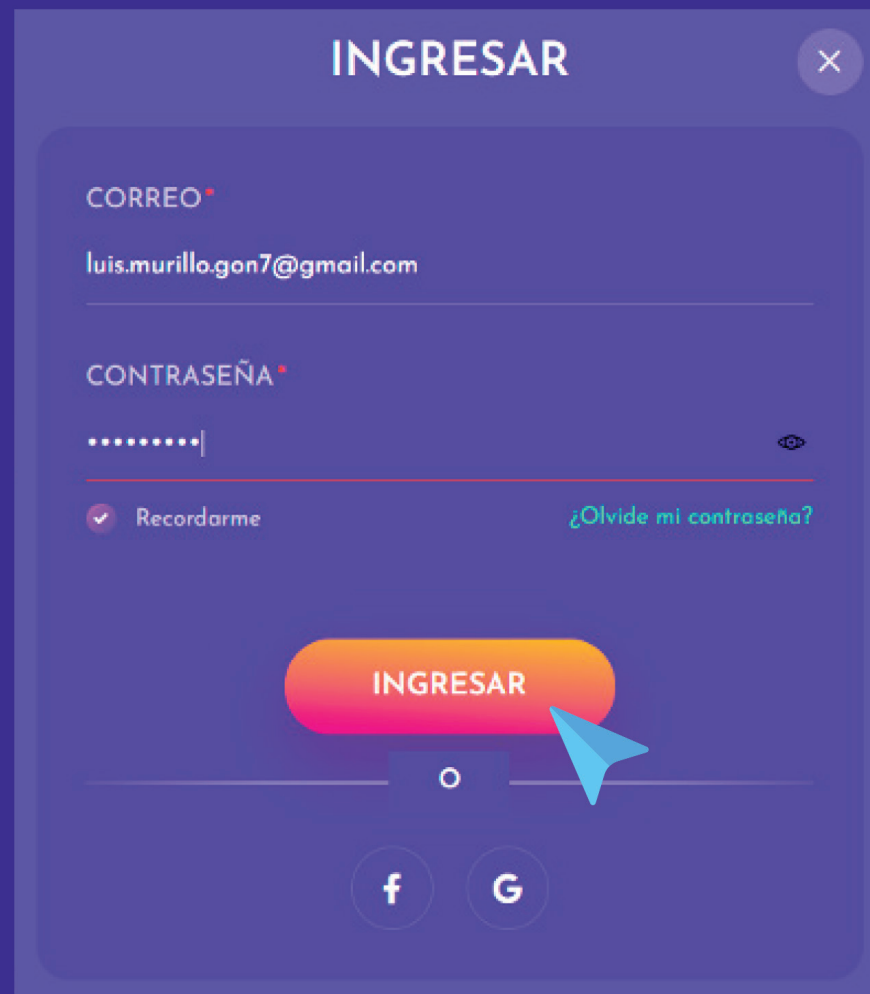 INGRESAR
CORREO*
luis.murillo.gon7@gmail.com
CONTRASEÑA*
•••••••••
Recordarme
¿Olvide mi contraseña?
INGRESAR
O
f G